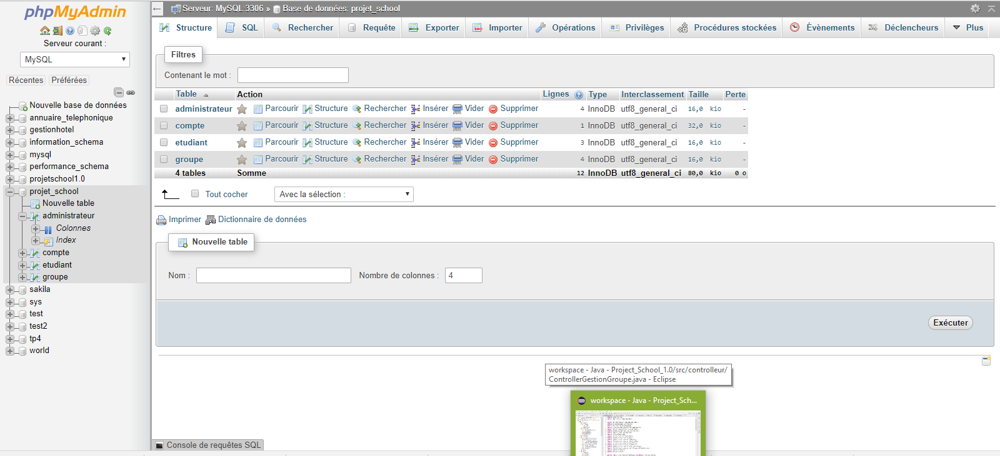 phpMyAdmin
Serveur courant :
MySQL
Récentes Préférées
Nouvelle base de données
annuaire_telephonique
gestionhotel
information_schema
mysql
performance_schema
projetschool1.0
projet_school
Nouvelle table
administrateur
Colonnes
Index
compte
etudiant
groupe
sakila
sys
test
test2
tp4
world
Serveur: MySQL:3306 » Base de données: projet_school
Structure SQL Rechercher Requête Exporter Importer Opérations Privilèges Procédures stockées Évènements Déclencheurs Plus
Filtres
Contenant le mot :
Table Action Lignes Type Interclassement Taille Perte
administrateur Parcourir Structure Rechercher Insérer Vider Supprimer 4 InnoDB utf8_general_ci 16,0 kio -
compte Parcourir Structure Rechercher Insérer Vider Supprimer 1 InnoDB utf8_general_ci 32,0 kio -
etudiant Parcourir Structure Rechercher Insérer Vider Supprimer 3 InnoDB utf8_general_ci 16,0 kio -
groupe Parcourir Structure Rechercher Insérer Vider Supprimer 4 InnoDB utf8_general_ci 16,0 kio -
4 tables Somme 12 InnoDB utf8_general_ci 80,0 kio 0 o
Tout cocher Avec la sélection :
Imprimer Dictionnaire de données
Nouvelle table
Nom : Nombre de colonnes : 4
Exécuter
workspace - Java - Project_School_1.0/src/controlleur/
ControllerGestionGroupe.java - Eclipse
workspace - Java - Project_Sch...
Console de requêtes SQL